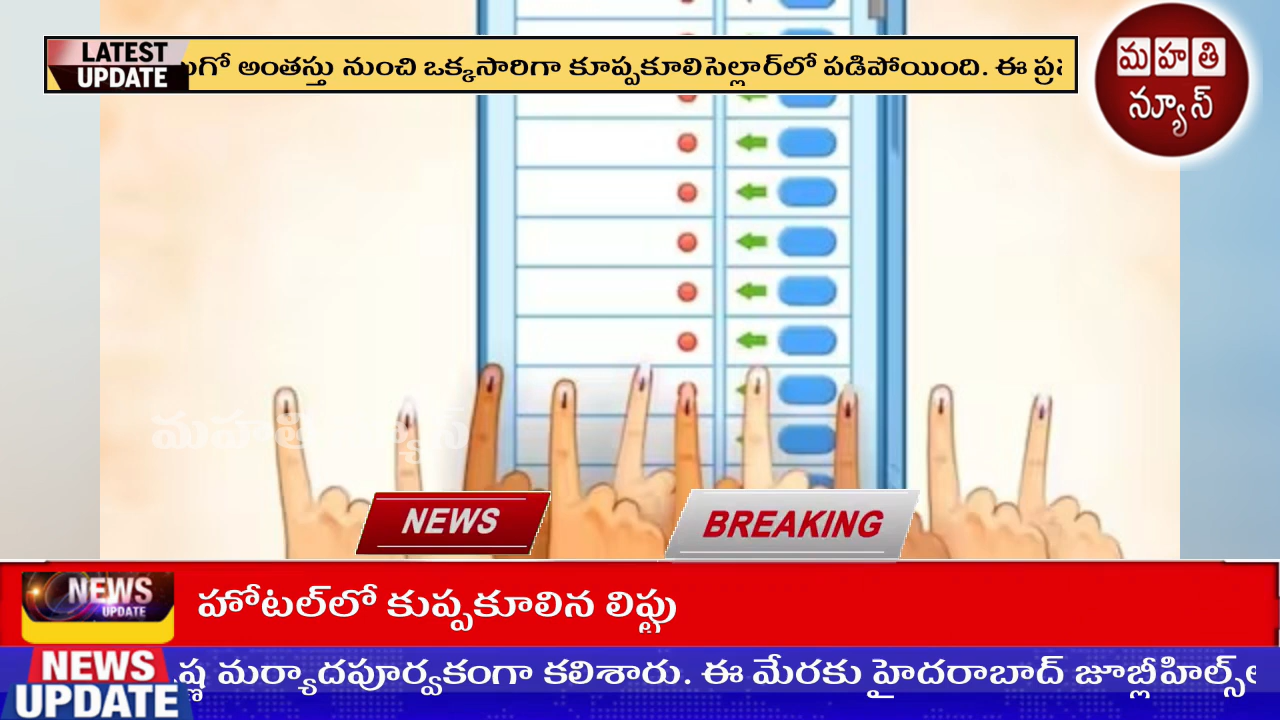 LATEST
UPDATE
అంతస్తు నుంచి ఒక్కసారిగా కూప్పకూలిసెల్లార్‌లో పడిపోయింది. ఈ
మహతి
న్యూస్
మహతి న్యూస్
NEWS
BREAKING
NEWS
UPDATE
హోటల్‌లో కుప్పకూలిన లిఫ్టు
NEWS
UPDATE
మర్యాదపూర్వకంగా కలిశారు. ఈ మేరకు హైదరాబాద్ జూబ్లీహిల్స్‌